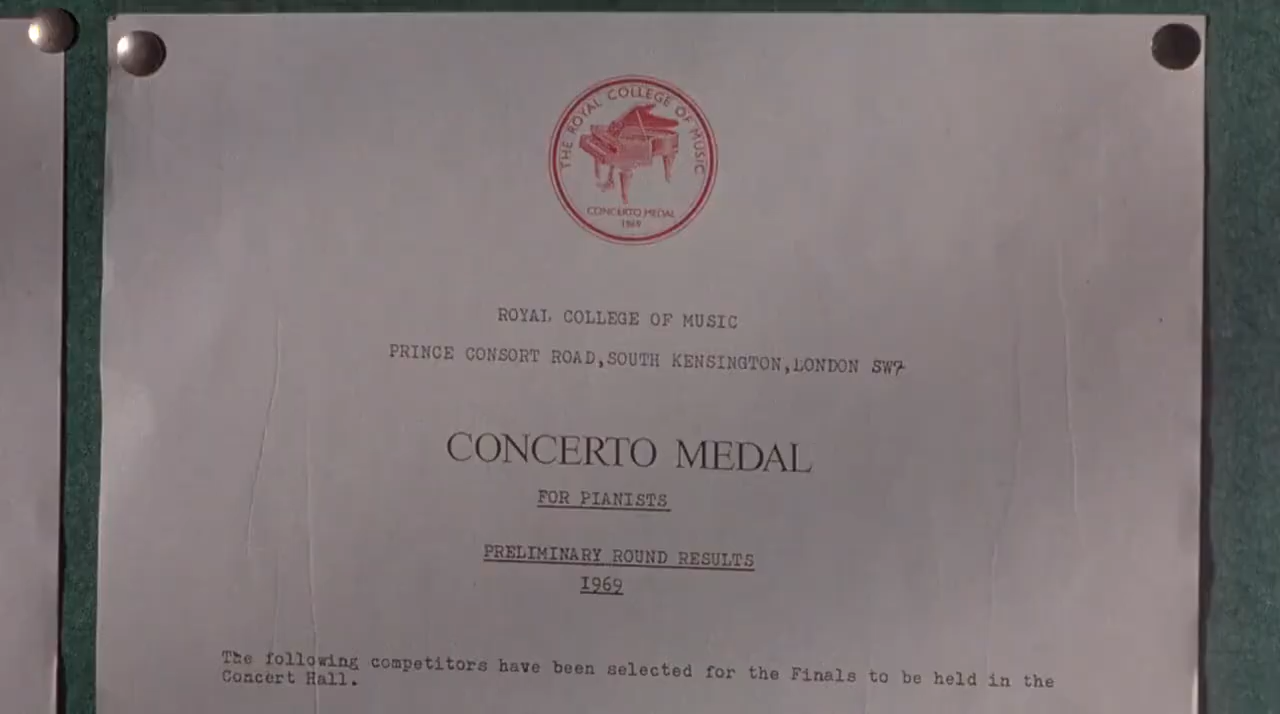 THE ROYAL COLLEGE OF MUSIC
CONCERTO MEDAL
1969
ROYAL COLLEGE OF MUSIC
PRINCE CONSORT ROAD,SOUTH KENSINGTON,LONDON SW7
CONCERTO MEDAL
FOR PIANISTS
PRELIMINARY ROUND RESULTS
1969
The following competitors have been selected for the Finals to be held in the
Concert Hall.